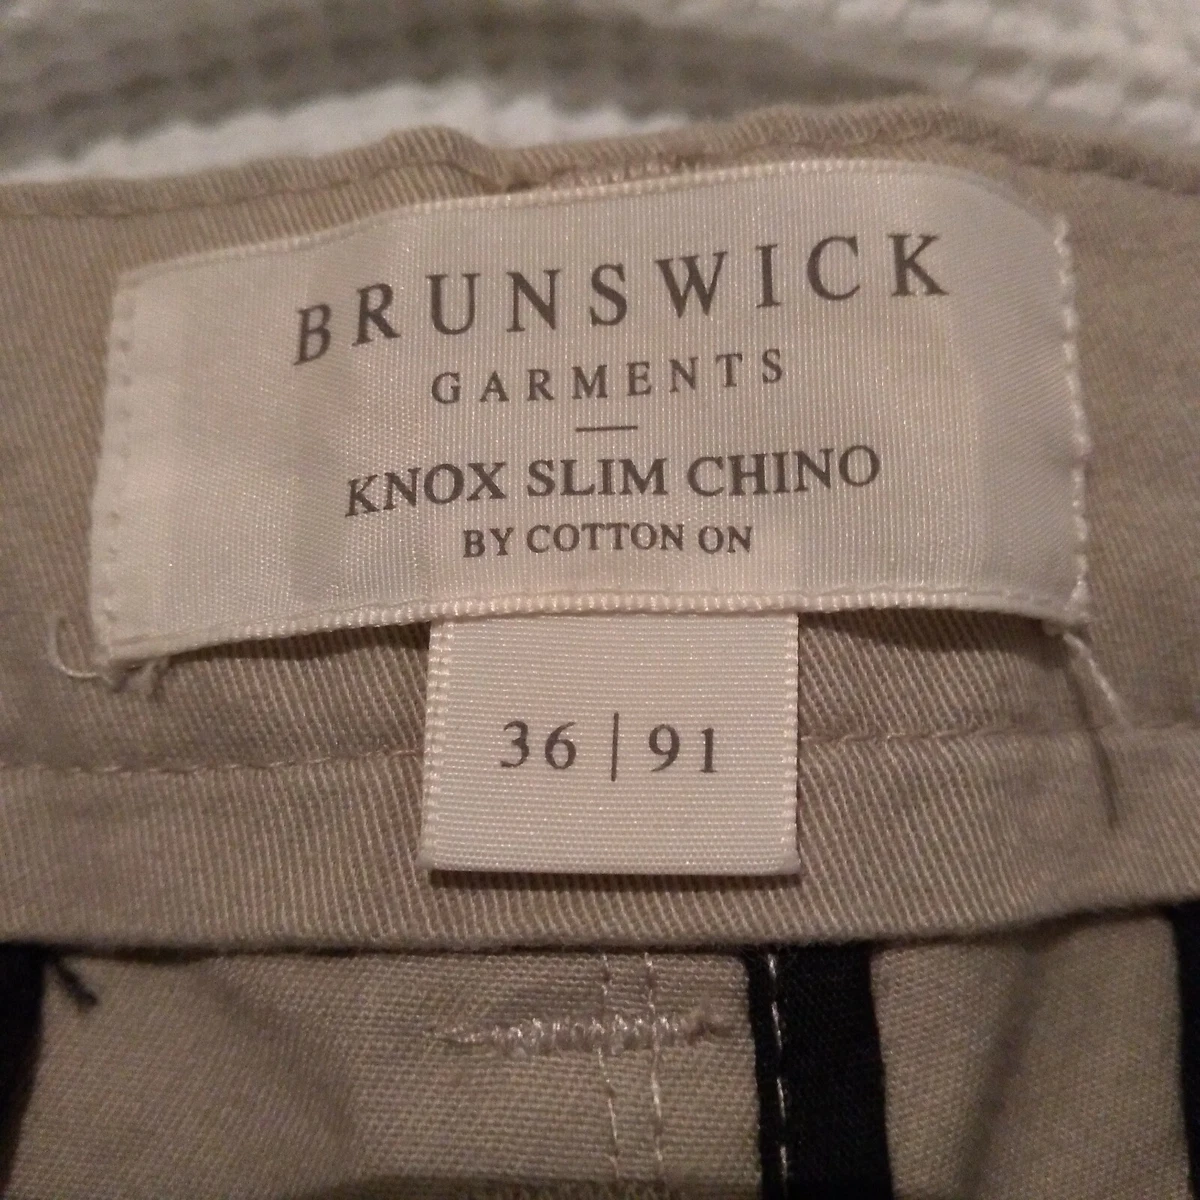 BRUNSWICK
GARMENTS
KNOX SLIM CHINO
BY COTTON ON
36 | 91